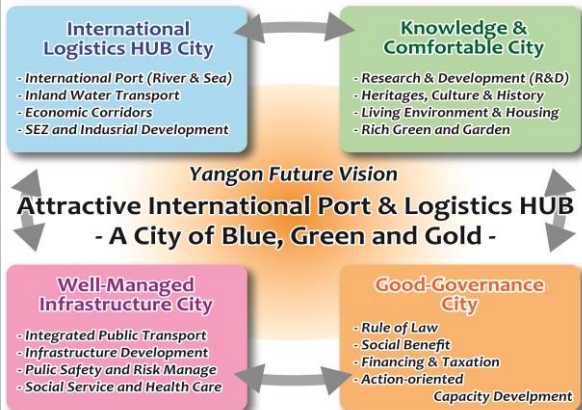 International
Logistics HUB City
- International Port (River & Sea)
- Inland Water Transport
- Economic Corridors
- SEZ and Indusrial Development
Knowledge &
Comfortable City
- Research & Development (R&D)
- Heritages, Culture & History
- Living Environment & Housing
- Rich Green and Garden
Yangon Future Vision
Attractive International Port & Logistics HUB
- A City of Blue, Green and Gold -
Well-Managed
Infrastructure City
- Integrated Public Transport
- Infrastructure Development
- Pulic Safety and Risk Manage
- Social Service and Health Care
Good-Governance
City
- Rule of Law
- Social Benefit
- Financing & Taxation
- Action-oriented
Capacity Develpment